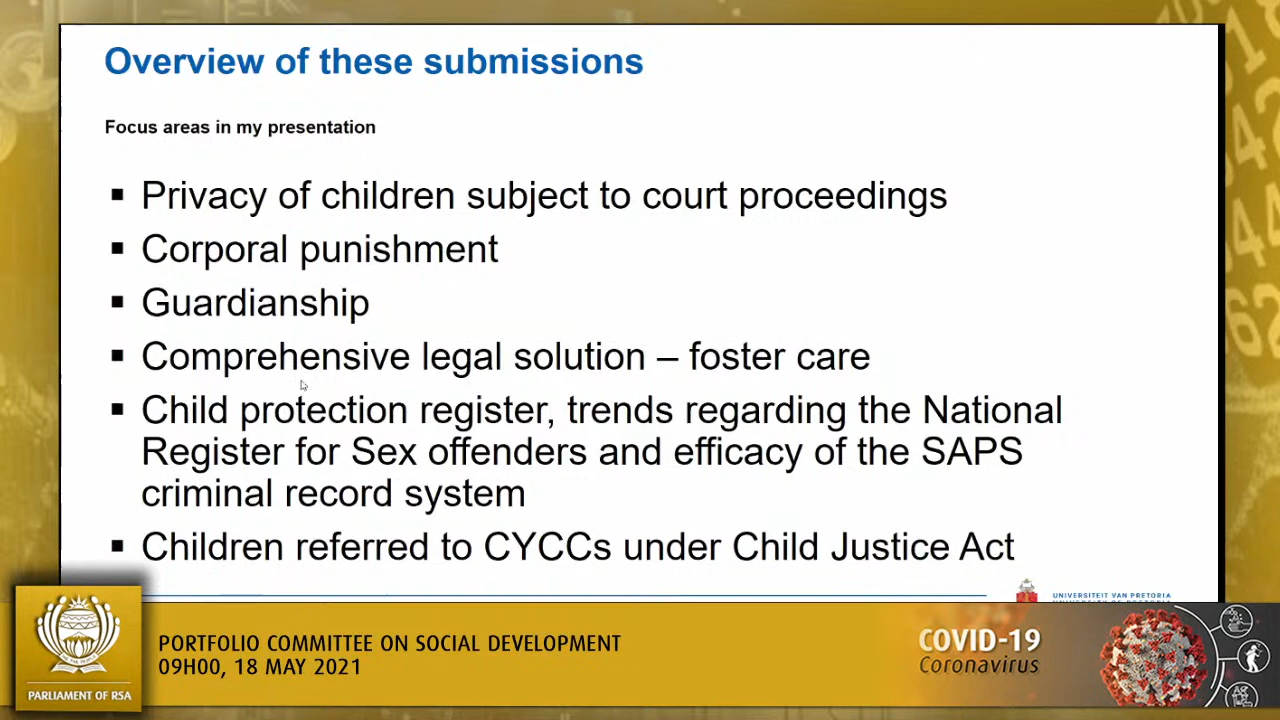 Overview of these submissions
Focus areas in my presentation
▪ Privacy of children subject to court proceedings
▪ Corporal punishment
▪ Guardianship
▪ Comprehensive legal solution – foster care
▪ Child protection register, trends regarding the National
Register for Sex offenders and efficacy of the SAPS
criminal record system
▪ Children referred to CYCCs under Child Justice Act
UNIVERSITEIT VAN PRETORIA
PORTFOLIO COMMITTEE ON SOCIAL DEVELOPMENT
09H00, 18 MAY 2021
PARLIAMENT OF RSA
COVID-19
Coronavirus